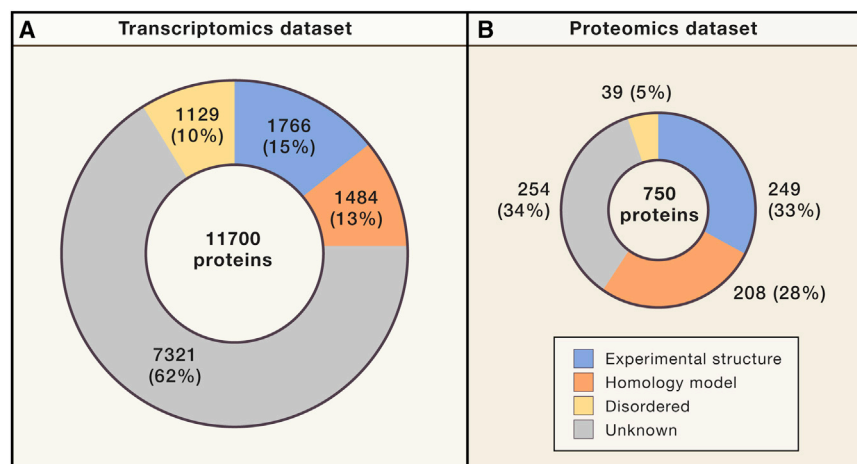 A
Transcriptomics dataset
1129
(10%)
1766
(15%)
1484
(13%)
11700
proteins
7321
(62%)
B
Proteomics dataset
39 (5%)
254
(34%)
750
proteins
249
(33%)
208 (28%)
Experimental structure
Homology model
Disordered
Unknown